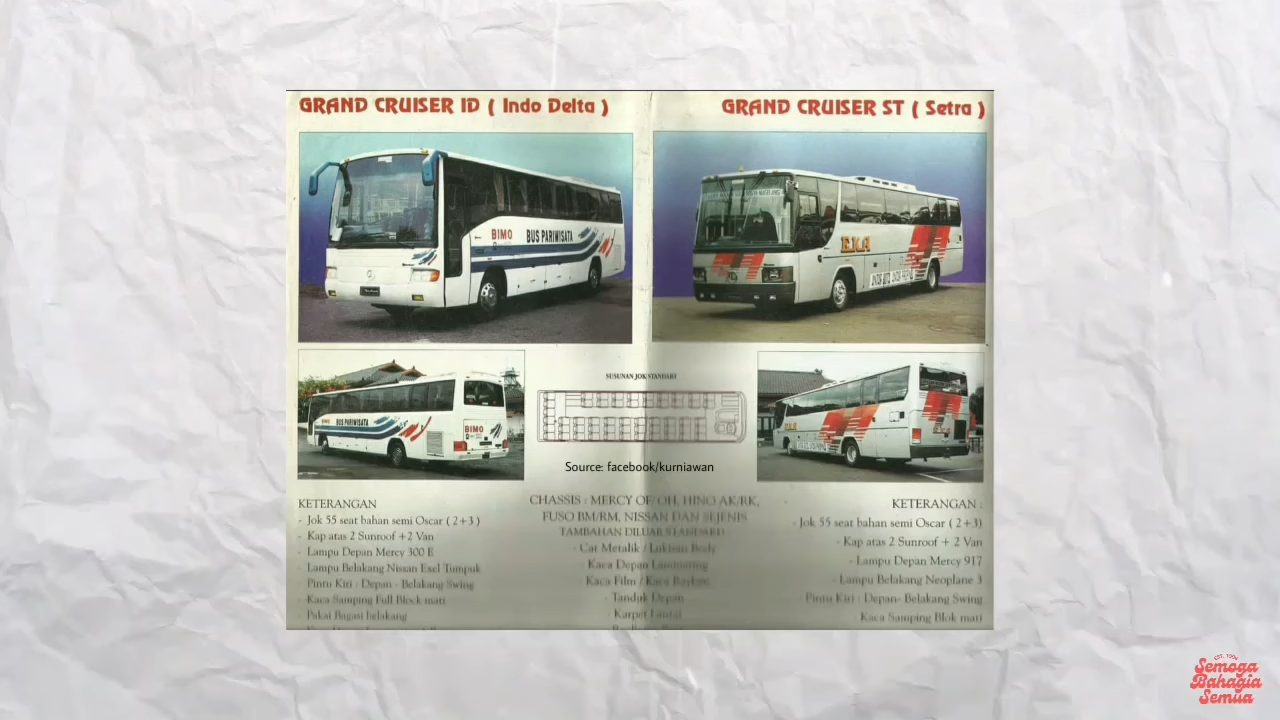 GRAND CRUISER ID ( Indo Delta )
GRAND CRUISER ST ( Setra )
BIMO
BUS PARIWISATA
EKA
BUS PARIWISATA
BIMO
EKA
SUSUNAN JOK STANDART
Source: facebook/kurniawan
KETERANGAN
- Jok 55 seat bahan semi Oscar ( 2+3 )
- Kap atas 2 Sunroof +2 Van
- Lampu Depan Mercy 300 E
- Lampu Belakang Nissan Exel Tumpuk
- Pintu Kiri : Depan - Belakang Swing
- Kaca Samping Full Block mati
- Pakai Bagasi belakang
CHASSIS : MERCY OF/OH, HINO AK/RK,
FUSO BM/RM, NISSAN DAN SEJENIS
TAMBAHAN DILUAR STANDARD
- Cat Metalik / Lukisan Body
- Kaca Depan Laminating
- Kaca Film / Kaca Rayban
- Tanduk Depan
- Karpet Lantai
KETERANGAN :
- Jok 55 seat bahan semi Oscar ( 2+3)
- Kap atas 2 Sunroof + 2 Van
- Lampu Depan Mercy 917
- Lampu Belakang Neoplane 3
- Pintu Kiri : Depan- Belakang Swing
Kaca Samping Blok mati
EST. 1994
Semoga
Bahagia
Semua